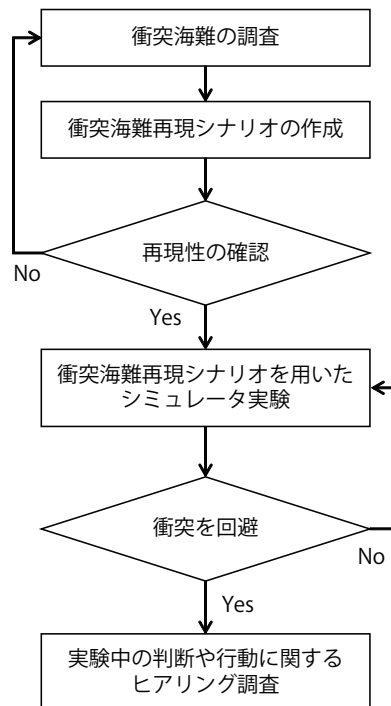 衝突海難の調査
衝突海難再現シナリオの作成
再現性の確認
No
Yes
衝突海難再現シナリオを用いた
シミュレータ実験
衝突を回避
No
Yes
実験中の判断や行動に関する
ヒアリング調査